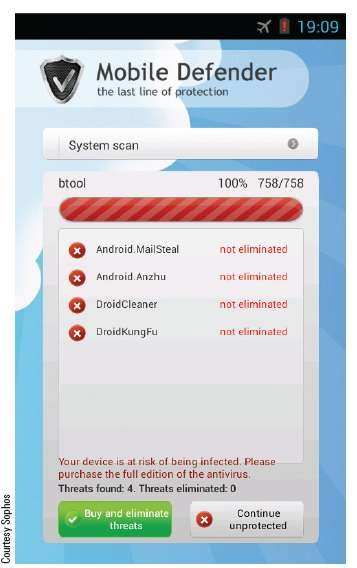 19:09
Mobile Defender
the last line of protection
System scan
btool 100% 758/758
Android.MailSteal not eliminated
Android.Anzhu not eliminated
DroidCleaner not eliminated
DroidKungFu not eliminated
Your device is at risk of being infected. Please
purchase the full edition of the antivirus.
Threats found: 4. Threats eliminated: 0
Buy and eliminate
threats
Continue
unprotected
Courtesy Sophos